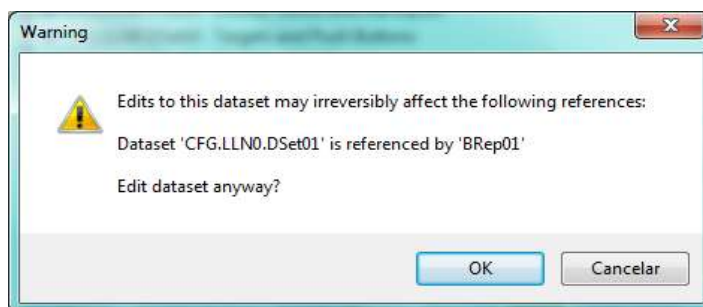 Warning
Edits to this dataset may irreversibly affect the following references:
Dataset 'CFG.LLN0.DSet01' is referenced by 'BRep01'
Edit dataset anyway?
OK
Cancelar